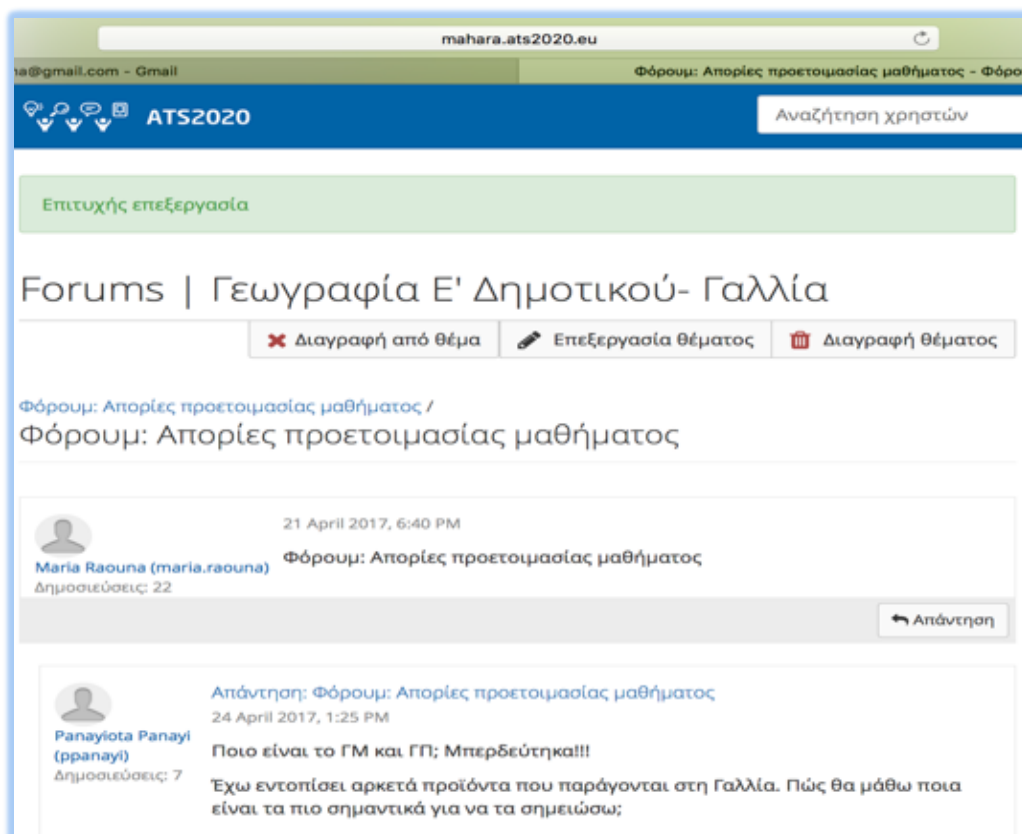 mahara.ats2020.eu
na@gmail.com - Gmail
Φόρουμ: Απορίες προετοιμασίας μαθήματος - Φόρο
ATS2020
Αναζήτηση χρηστών
Επιτυχής επεξεργασία
Forums | Γεωγραφία Ε' Δημοτικού- Γαλλία
Διαγραφή από θέμα
Επεξεργασία θέματος
Διαγραφή θέματος
Φόρουμ: Απορίες προετοιμασίας μαθήματος /
Φόρουμ: Απορίες προετοιμασίας μαθήματος
21 April 2017, 6:40 PM
Φόρουμ: Απορίες προετοιμασίας μαθήματος
Maria Raouna (maria.raouna)
Δημοσιεύσεις: 22
Απάντηση
Απάντηση: Φόρουμ: Απορίες προετοιμασίας μαθήματος
24 April 2017, 1:25 PM
Panayiota Panayi
(ppanayi)
Δημοσιεύσεις: 7
Ποιο είναι το ΓΜ και ΓΠ; Μπερδεύτηκα!!!
Έχω εντοπίσει αρκετά προϊόντα που παράγονται στη Γαλλία. Πώς θα μάθω ποια
είναι τα πιο σημαντικά για να τα σημειώσω;